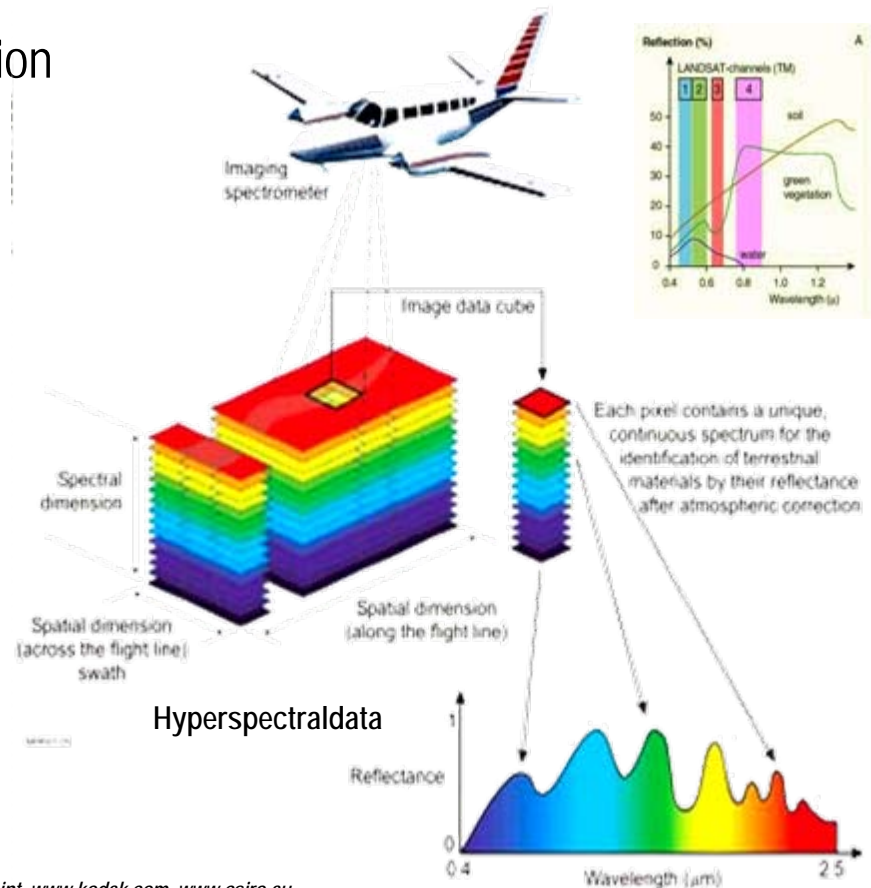 ion
Reflection (%)
A
LANDSAT-channels (TM)
1 2 3 4
50
40
30
20
10
0
soil
green
vegetation
water
0.4 0.6 0.8 1.0 1.2
Wavelength (μ)
Imaging
spectrometer
Image data cube
Each pixel contains a unique,
continuous spectrum for the
identification of terrestrial
materials by their reflectance
after atmospheric correction
Spectral
dimension
Spatial dimension
(across the flight line)
swath
Spatial dimension
(along the flight line)
Hyperspectraldata
1
Reflectance
0
0.4
2 5
Wavelength (μm)
www.kodak.com, www.csiro.au